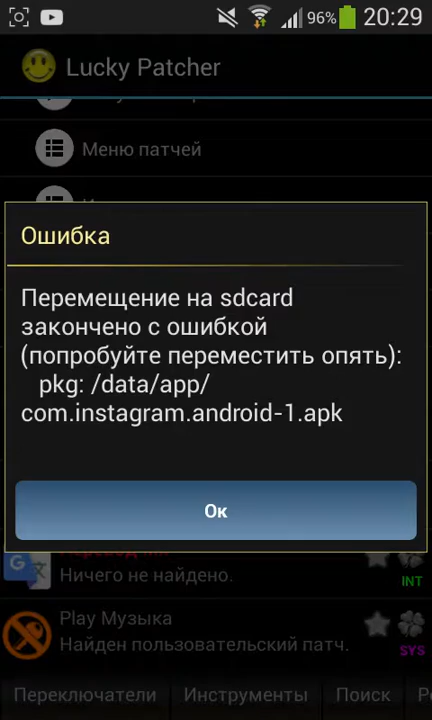 96% 20:29
Lucky Patcher
Меню патчей
Ошибка
Перемещение на sdcard
закончено с ошибкой
(попробуйте переместить опять):
pkg: /data/app/
com.instagram.android-1.apk
Ок
Ничего не найдено.
INT
Play Музыка
Найден пользовательский патч.
SYS
Переключатели Инструменты Поиск